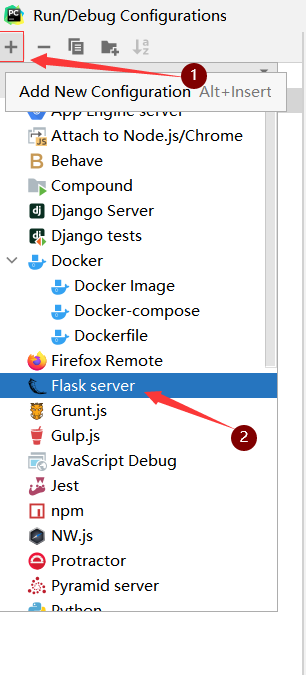 PC
Run/Debug Configurations
1
Add New Configuration Alt+Insert
App Engine server
Attach to Node.js/Chrome
Behave
Compound
Django Server
Django tests
Docker
Docker Image
Docker-compose
Dockerfile
Firefox Remote
Flask server
Grunt.js
2
Gulp.js
JavaScript Debug
Jest
npm
NW.js
Protractor
Pyramid server
Python